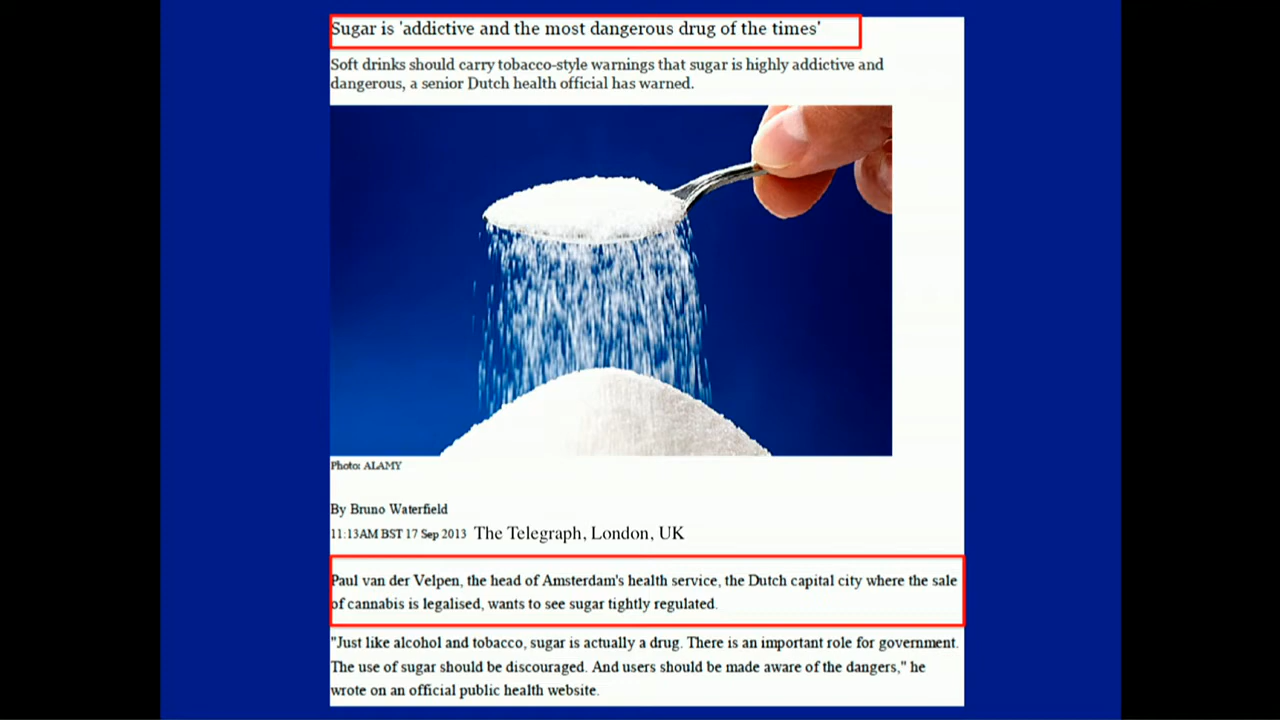 Sugar is 'addictive and the most dangerous drug of the times'
Soft drinks should carry tobacco-style warnings that sugar is highly addictive and
dangerous, a senior Dutch health official has warned.
Photo: ALAMY
By Bruno Waterfield
11:13AM BST 17 Sep 2013 The Telegraph, London, UK
Paul van der Velpen, the head of Amsterdam's health service, the Dutch capital city where the sale
of cannabis is legalised, wants to see sugar tightly regulated.
"Just like alcohol and tobacco, sugar is actually a drug. There is an important role for government.
The use of sugar should be discouraged. And users should be made aware of the dangers," he
wrote on an official public health website.